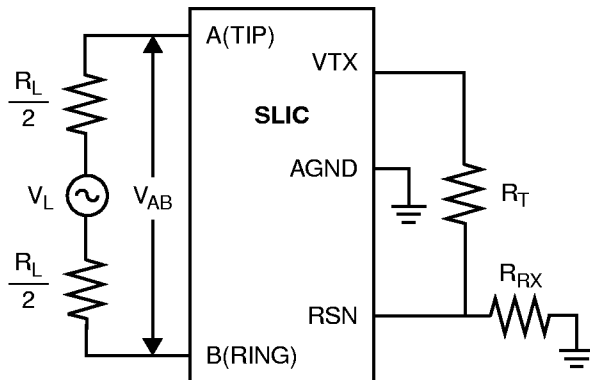 A(TIP)
VTX
R_L
2
SLIC
AGND
V_L
V_AB
R_T
R_L
2
R_RX
RSN
B(RING)